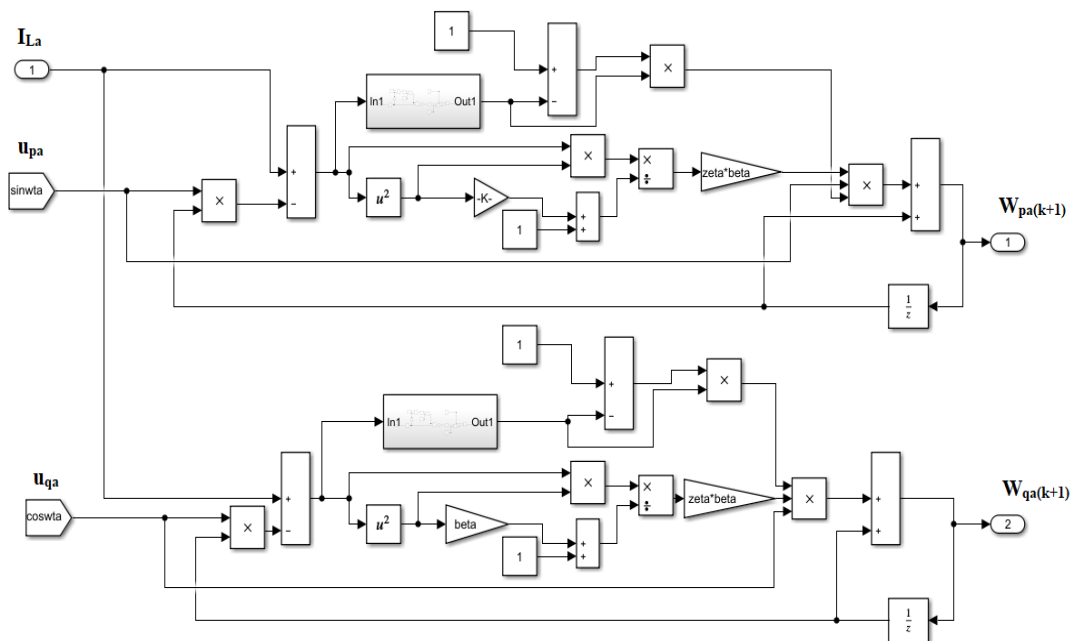 I_La
1
u_pa
sinwta
×
1
+
−
×
In1 Out1
+
−
×
×
÷
zeta*beta
u²
-K-
1
+
+
×
+
+
W_pa(k+1)
1
1/z
1
+
−
×
In1 Out1
u_qa
coswta
×
+
−
×
×
÷
zeta*beta
u²
beta
1
+
+
×
+
+
W_qa(k+1)
2
1/z